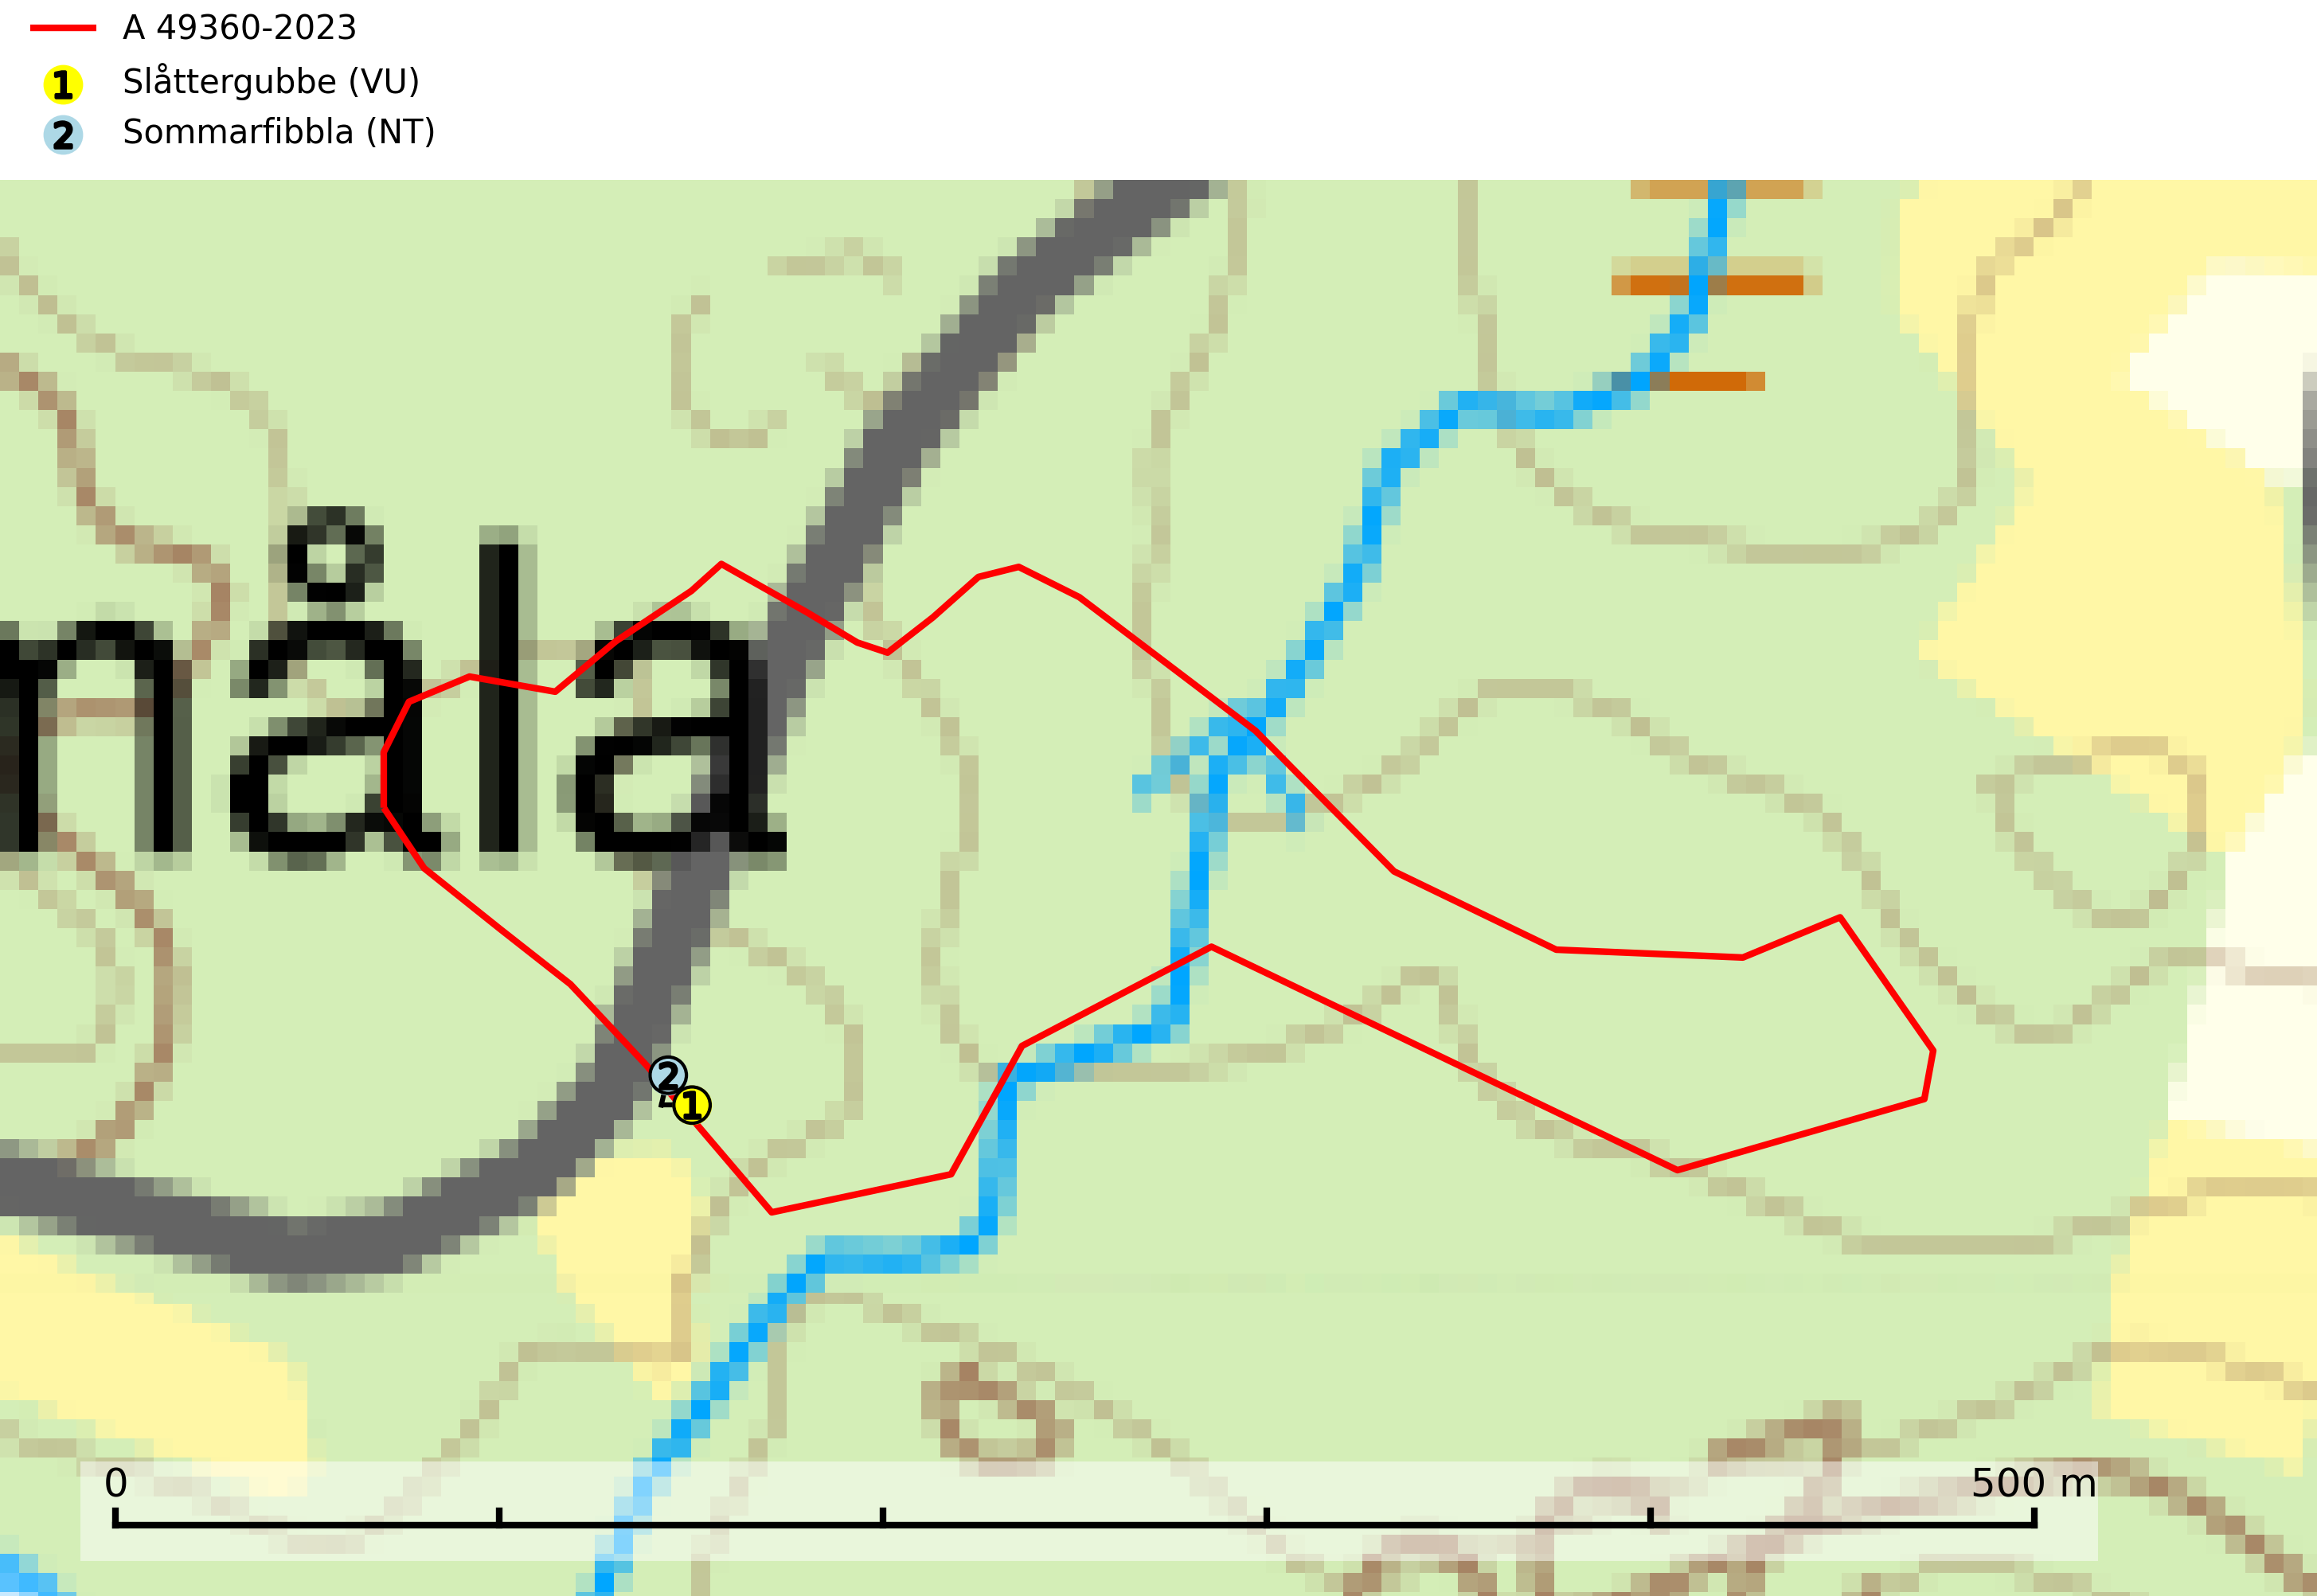 A 49360-2023
1 Slåttergubbe (VU)
2 Sommarfibbla (NT)
måla
2
1
0 500 m